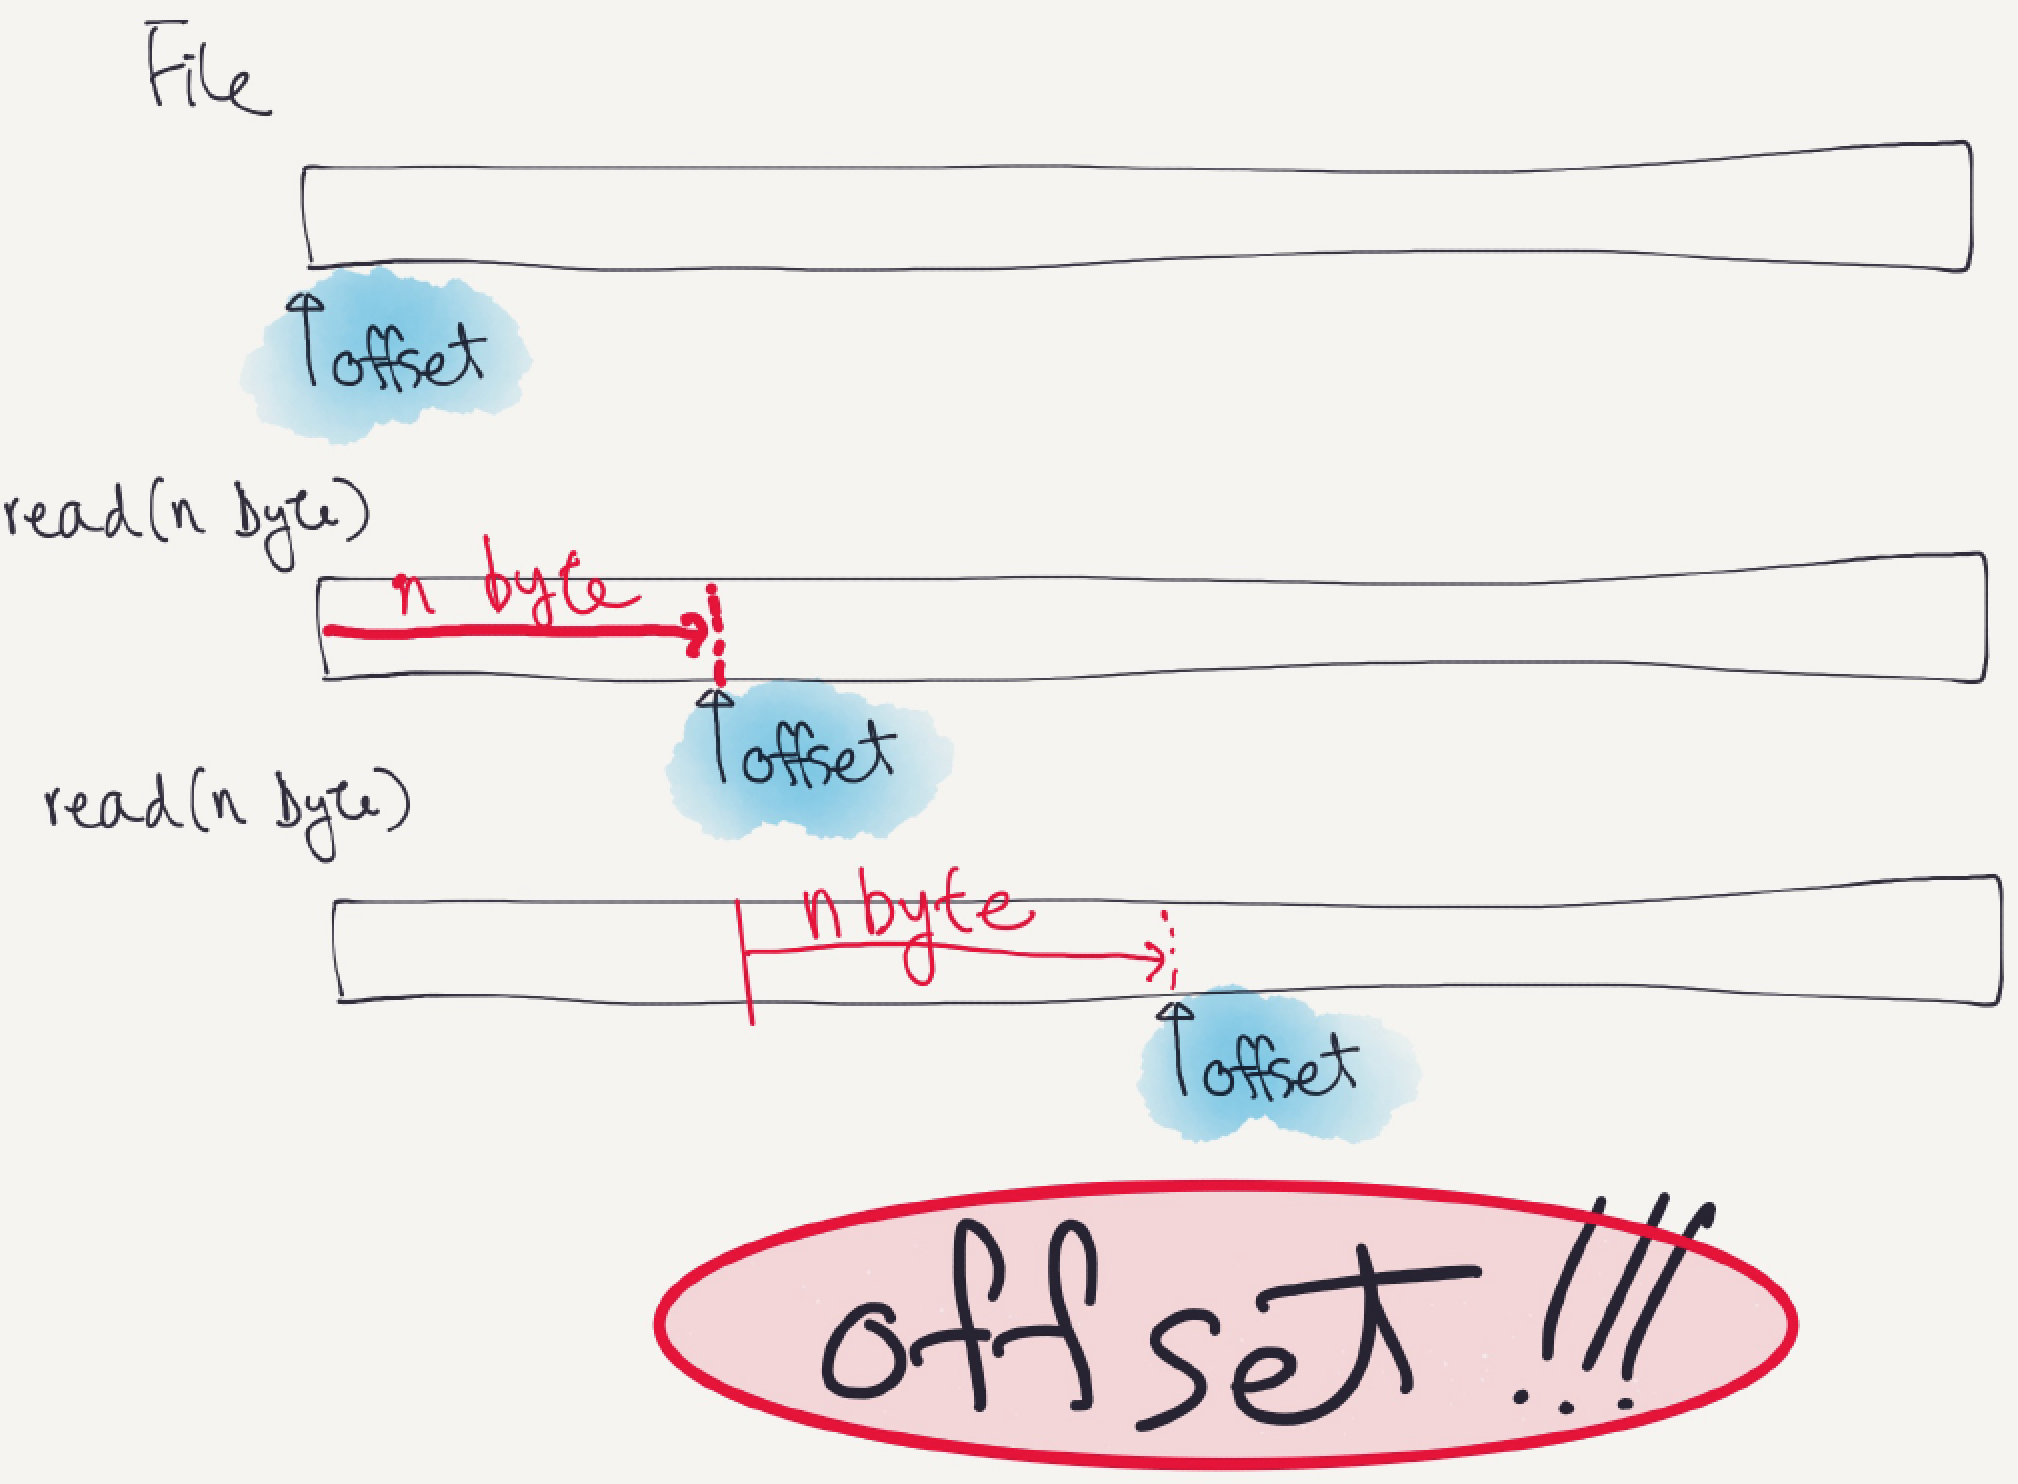 File
offset
read(n byte)
n byte
offset
read(n byte)
n byte
offset
offset!!!